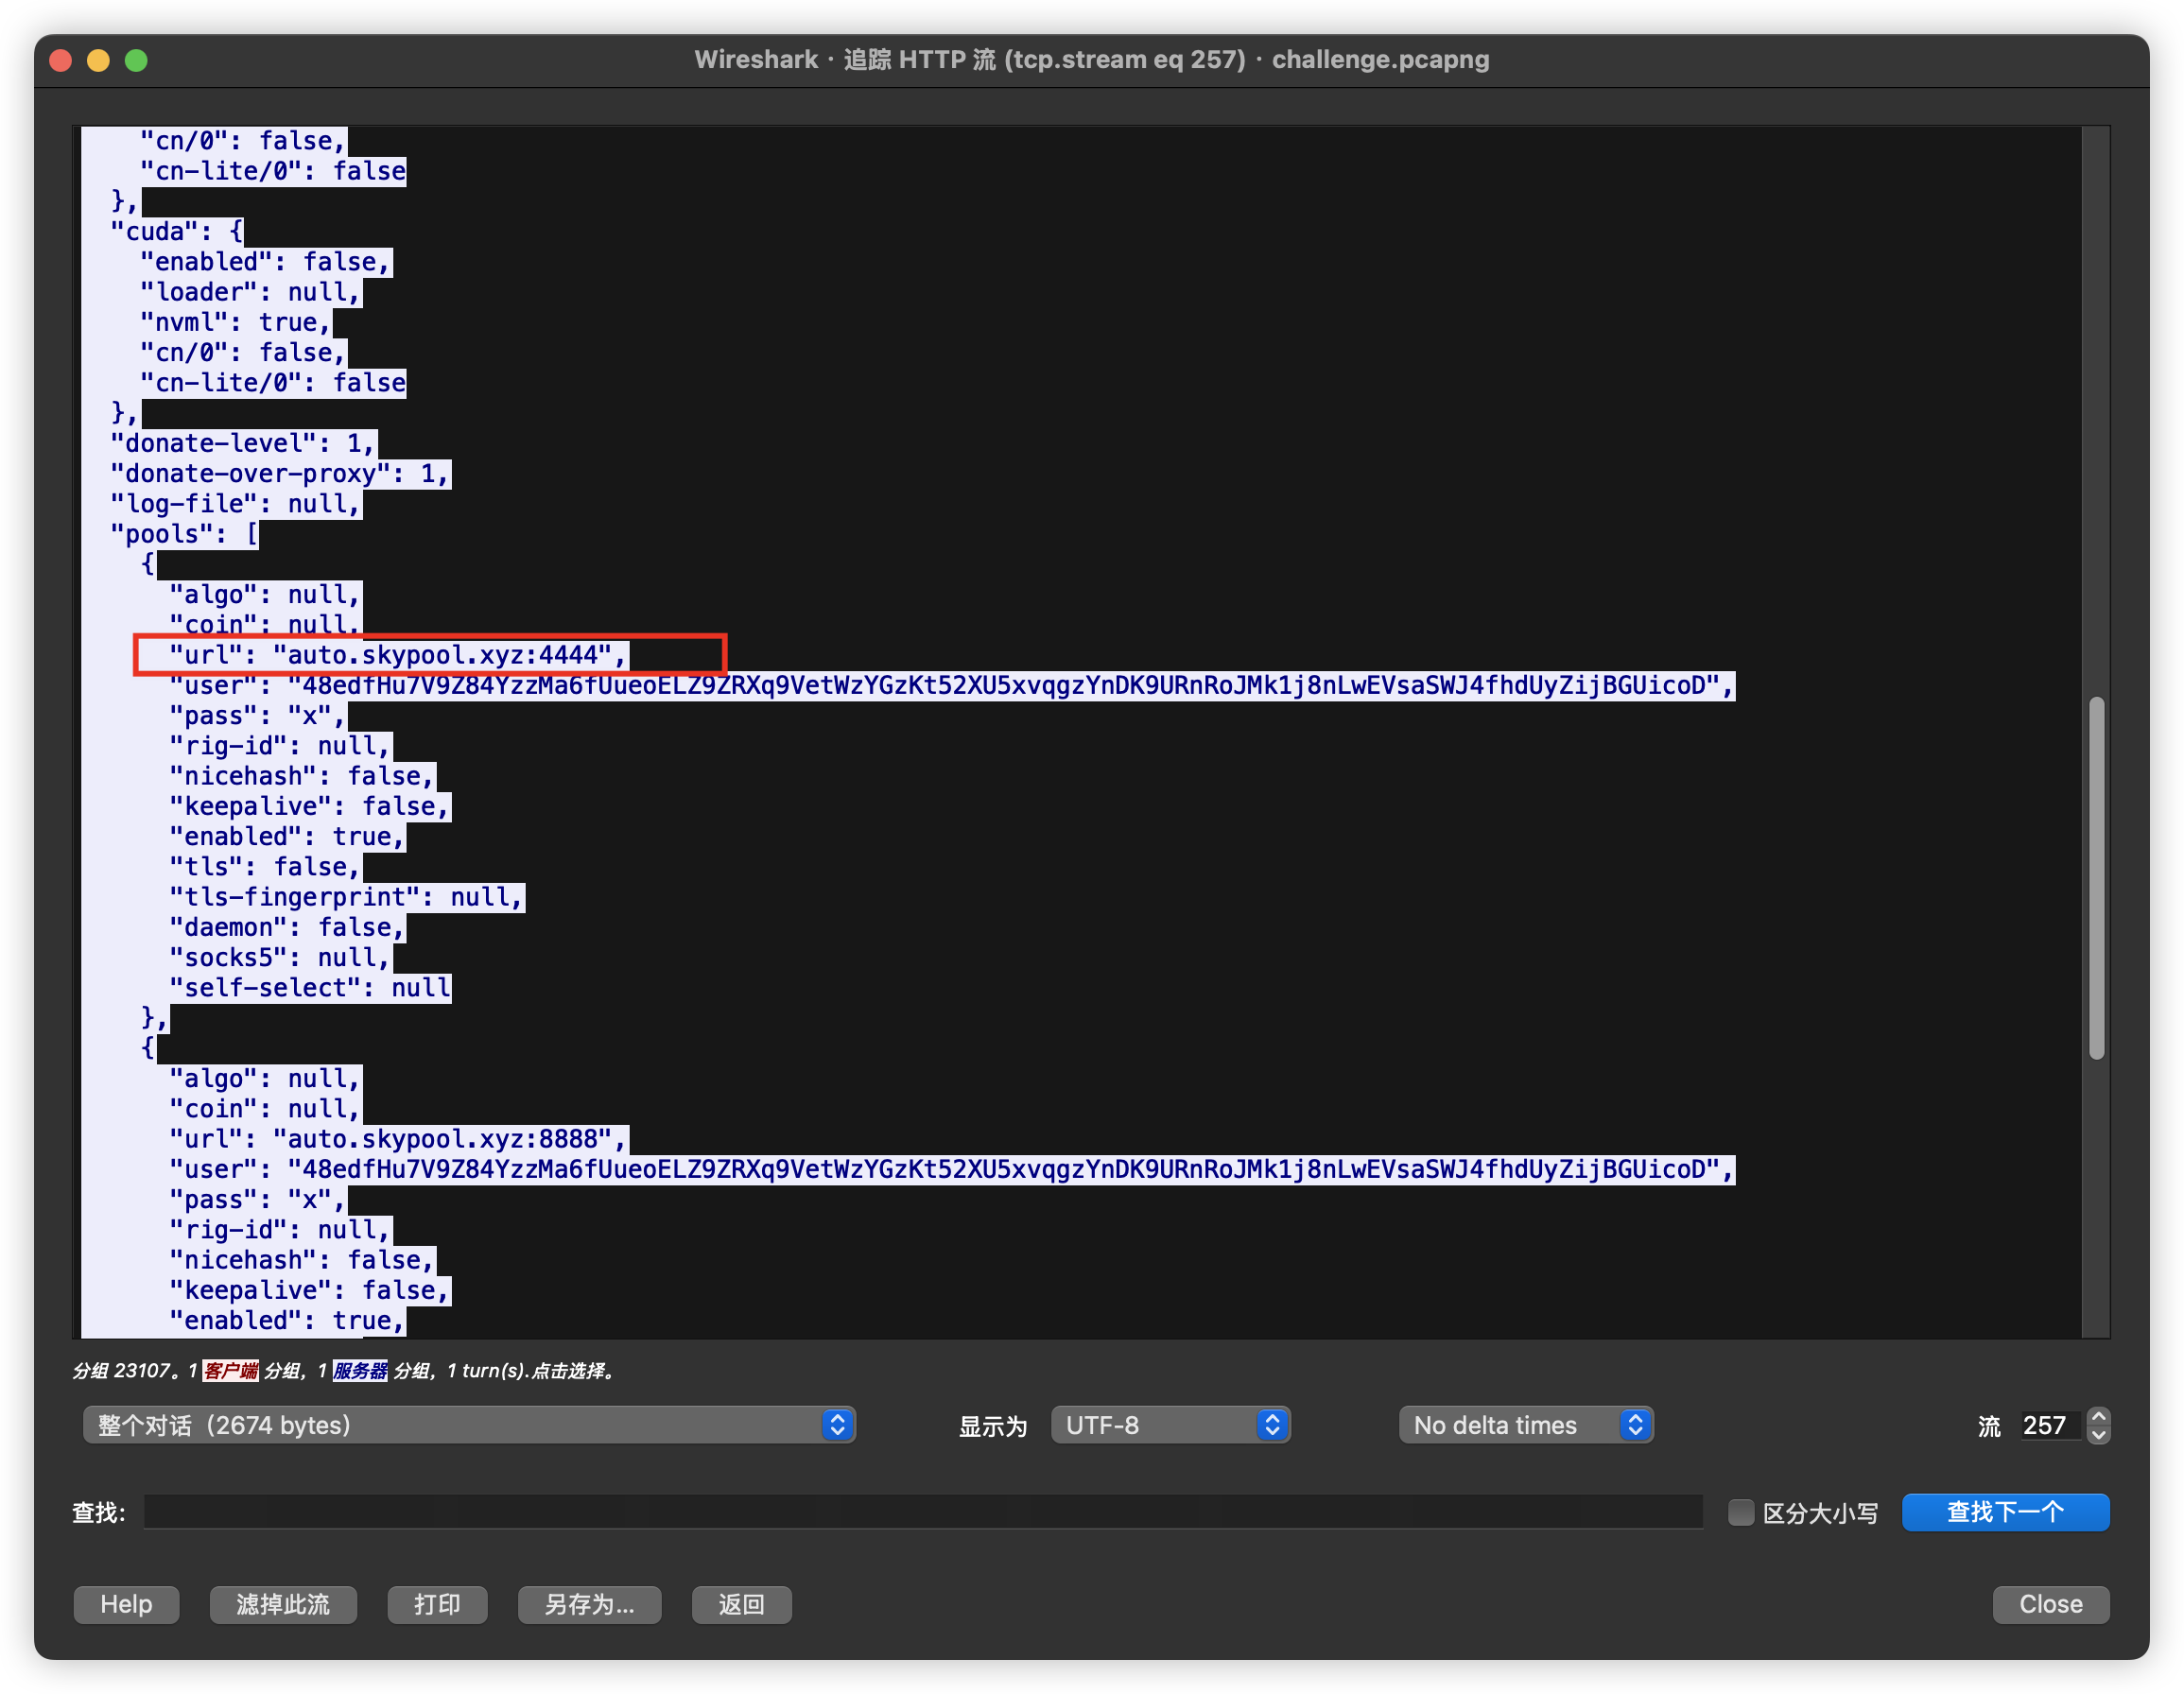 Wireshark · 追踪 HTTP 流 (tcp.stream eq 257) · challenge.pcapng
"cn/0": false,
"cn-lite/0": false
},
"cuda": {
"enabled": false,
"loader": null,
"nvml": true,
"cn/0": false,
"cn-lite/0": false
},
"donate-level": 1,
"donate-over-proxy": 1,
"log-file": null,
"pools": [
{
"algo": null,
"coin": null,
"url": "auto.skypool.xyz:4444",
"user": "48edfHu7V9Z84YzzMa6fUueoELZ9ZRXq9VetWzYGzKt52XU5xvqgzYnDK9URnRoJMk1j8nLwEVsaSWJ4fhdUyZijBGUicoD",
"pass": "x",
"rig-id": null,
"nicehash": false,
"keepalive": false,
"enabled": true,
"tls": false,
"tls-fingerprint": null,
"daemon": false,
"socks5": null,
"self-select": null
},
{
"algo": null,
"coin": null,
"url": "auto.skypool.xyz:8888",
"user": "48edfHu7V9Z84YzzMa6fUueoELZ9ZRXq9VetWzYGzKt52XU5xvqgzYnDK9URnRoJMk1j8nLwEVsaSWJ4fhdUyZijBGUicoD",
"pass": "x",
"rig-id": null,
"nicehash": false,
"keepalive": false,
"enabled": true,
分组 23107。1 客户端 分组，1 服务器 分组，1 turn(s).点击选择。
整个对话（2674 bytes） 显示为 UTF-8 No delta times 流 257
查找: 区分大小写 查找下一个
Help 滤掉此流 打印 另存为... 返回 Close